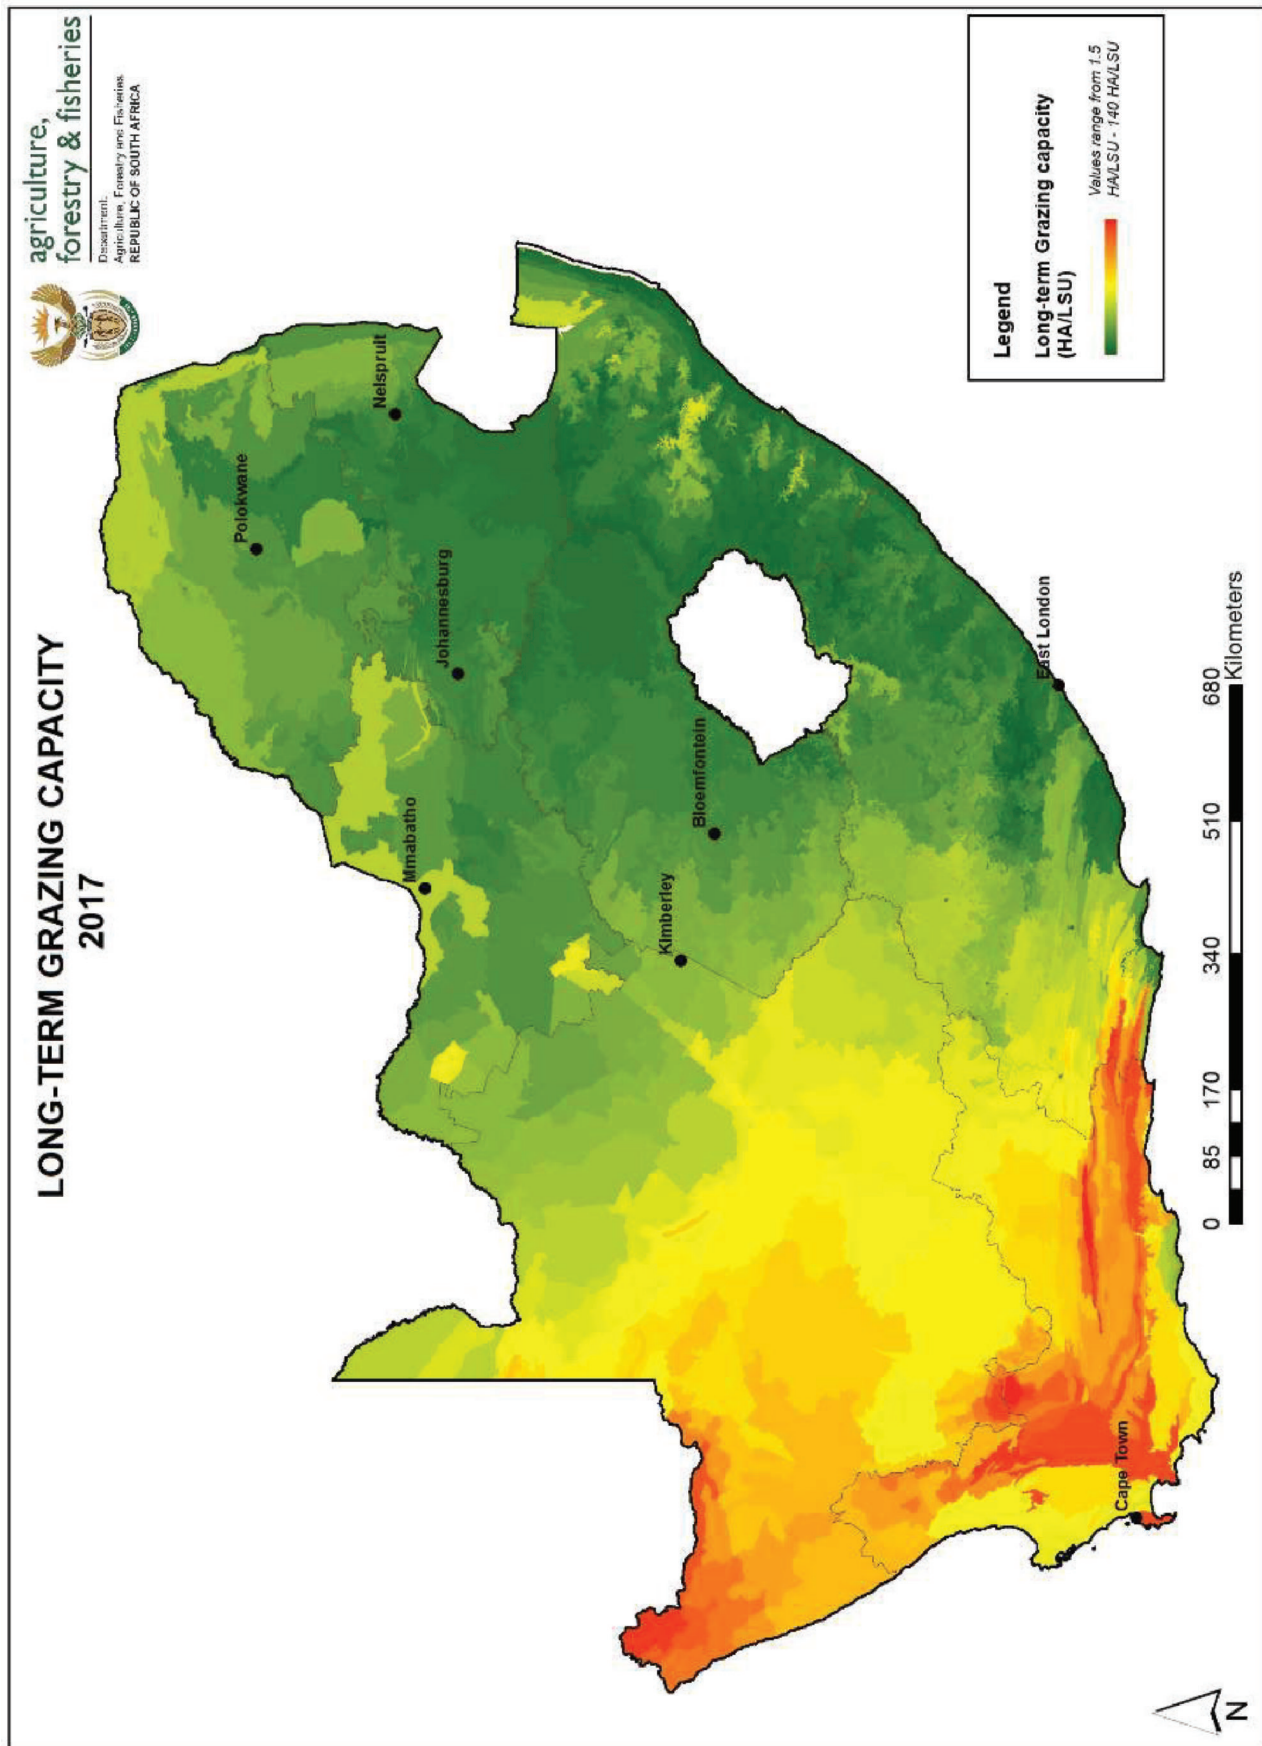 LONG-TERM GRAZING CAPACITY
2017
agriculture,
forestry & fisheries
Department:
Agriculture, Forestry and Fisheries
REPUBLIC OF SOUTH AFRICA
Polokwane
Nelspruit
Johannesburg
Mmabatho
Kimberley
Bloemfontein
East London
Cape Town
Legend
Long-term Grazing capacity
(HA/LSU)
Values range from 1.5
HA/LSU - 140 HA/LSU
N
0 85 170 340 510 680
Kilometers